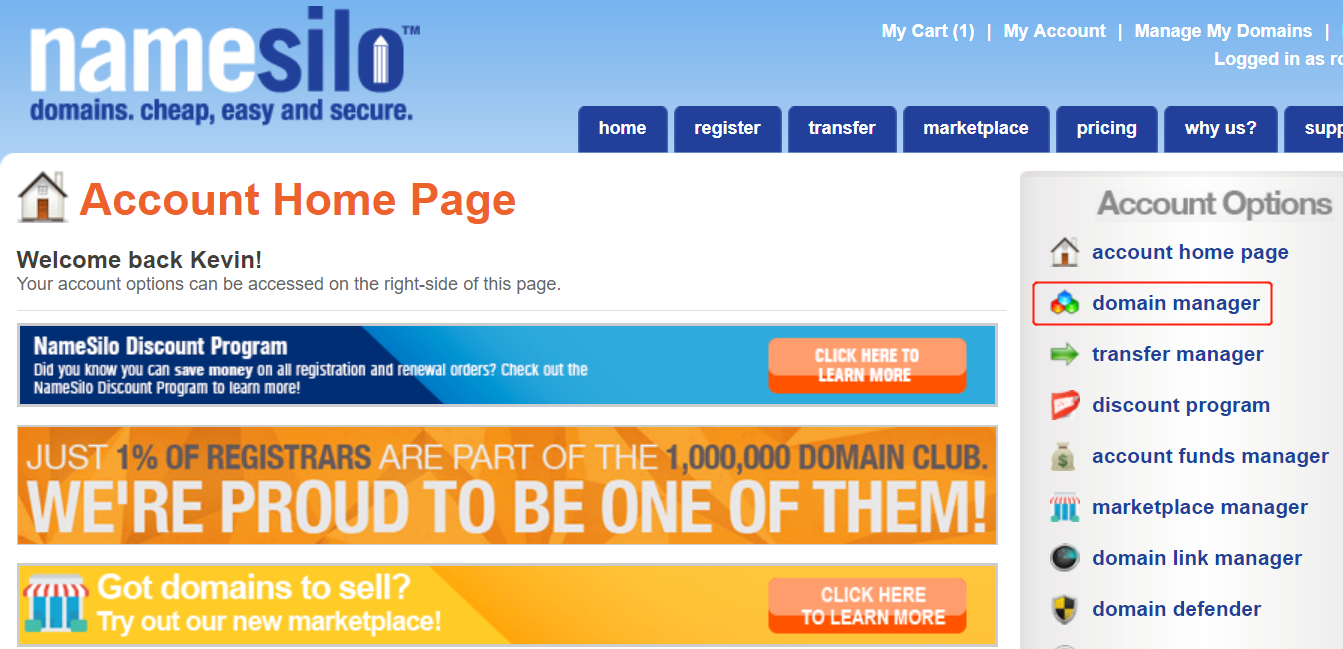 namesilo™
domains. cheap, easy and secure.
My Cart (1) | My Account | Manage My Domains |
Logged in as
home register transfer marketplace pricing why us?
Account Home Page
Welcome back Kevin!
Your account options can be accessed on the right-side of this page.
NameSilo Discount Program
Did you know you can save money on all registration and renewal orders? Check out the
NameSilo Discount Program to learn more!
CLICK HERE TO
LEARN MORE
JUST 1% OF REGISTRARS ARE PART OF THE 1,000,000 DOMAIN CLUB.
WE'RE PROUD TO BE ONE OF THEM!
Got domains to sell?
Try out our new marketplace!
CLICK HERE
TO LEARN MORE
Account Options
account home page
domain manager
transfer manager
discount program
account funds manager
marketplace manager
domain link manager
domain defender